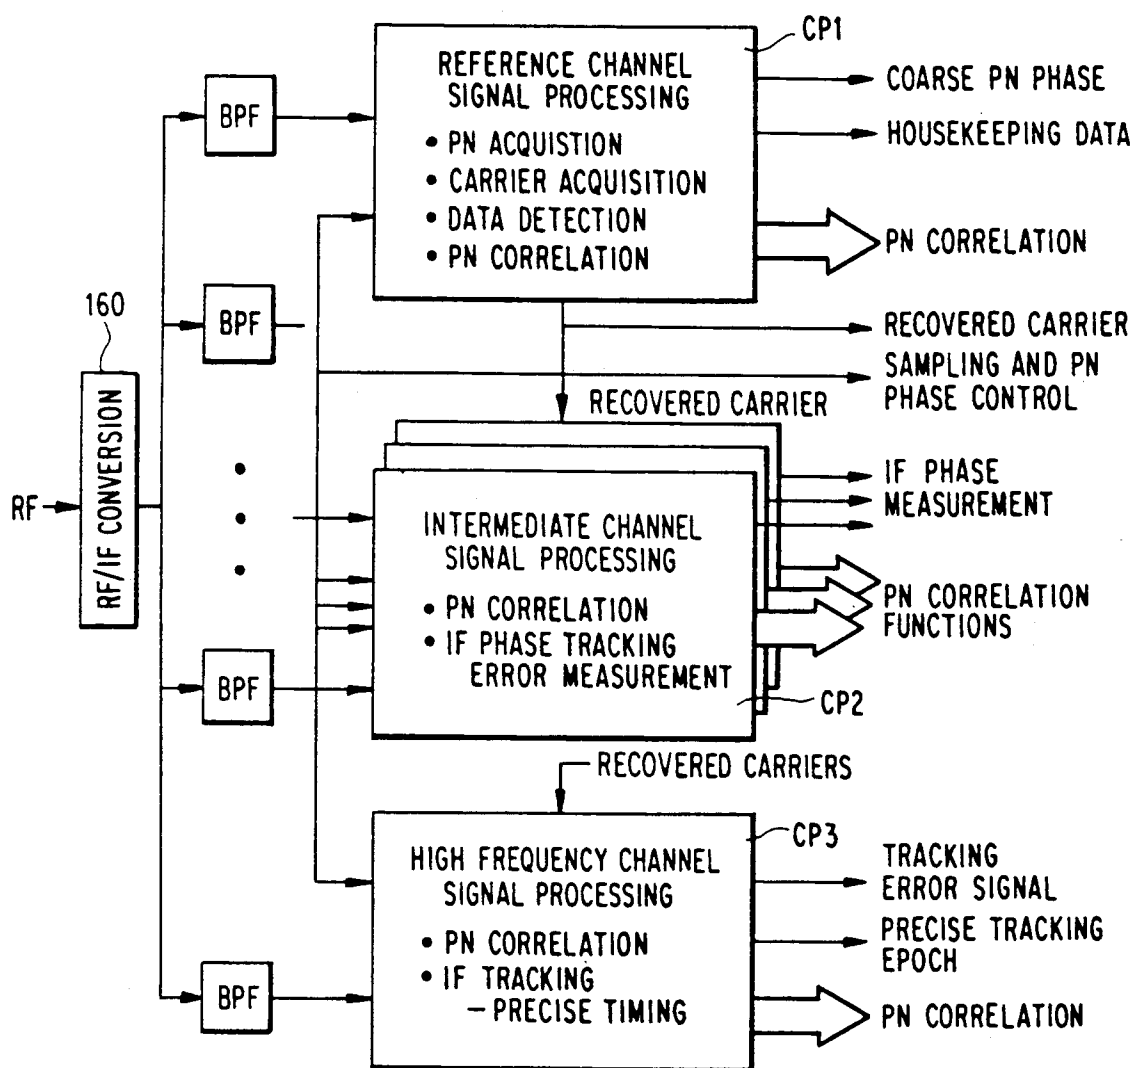 CP1
REFERENCE CHANNEL
SIGNAL PROCESSING
• PN ACQUISTION
• CARRIER ACQUISITION
• DATA DETECTION
• PN CORRELATION
BPF
COARSE PN PHASE
HOUSEKEEPING DATA
PN CORRELATION
160
BPF
RECOVERED CARRIER
SAMPLING AND PN
PHASE CONTROL
RECOVERED CARRIER
RF
RF/IF CONVERSION
INTERMEDIATE CHANNEL
SIGNAL PROCESSING
• PN CORRELATION
• IF PHASE TRACKING
ERROR MEASUREMENT
IF PHASE
MEASUREMENT
PN CORRELATION
FUNCTIONS
BPF
CP2
RECOVERED CARRIERS
CP3
HIGH FREQUENCY CHANNEL
SIGNAL PROCESSING
• PN CORRELATION
• IF TRACKING
—PRECISE TIMING
TRACKING
ERROR SIGNAL
PRECISE TRACKING
EPOCH
BPF
PN CORRELATION